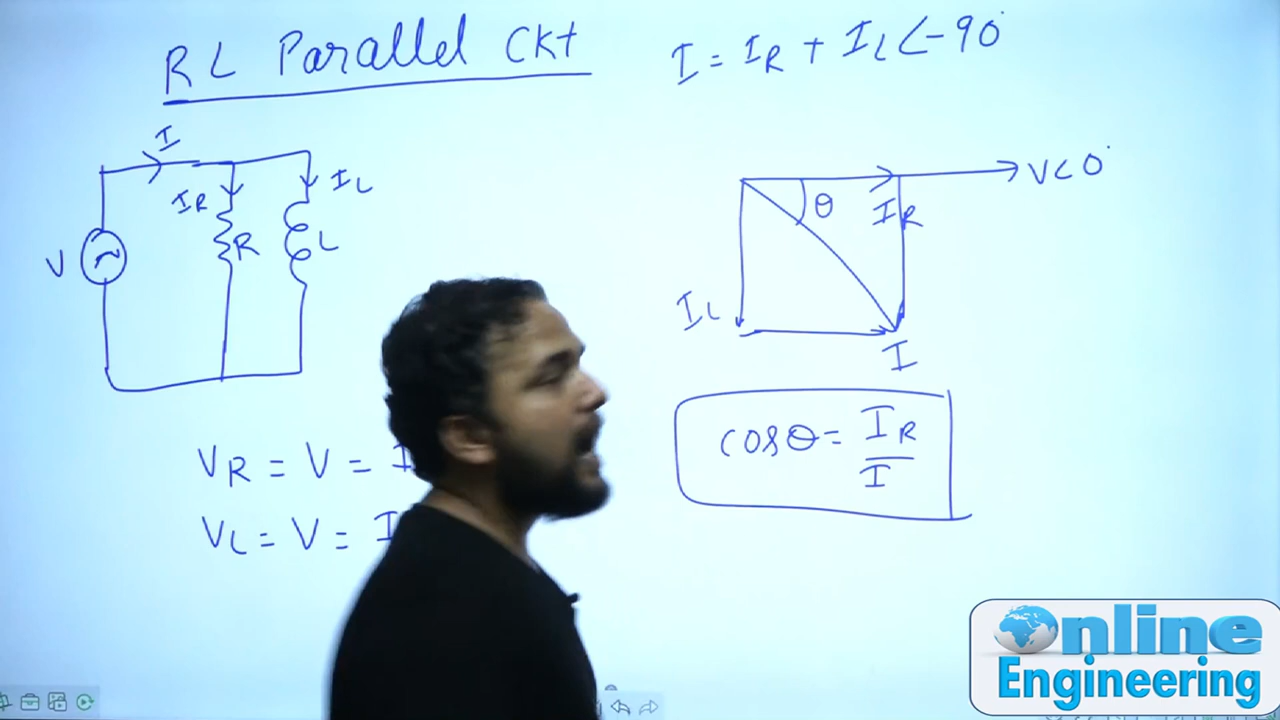 RL Parallel Ckt
I = IR + IL∠-90°
I
IR
IL
V
R
L
V∠0°
θ
IR
IL
I
VR = V = I
VL = V = I
cosθ = IR/I
Online
Engineering